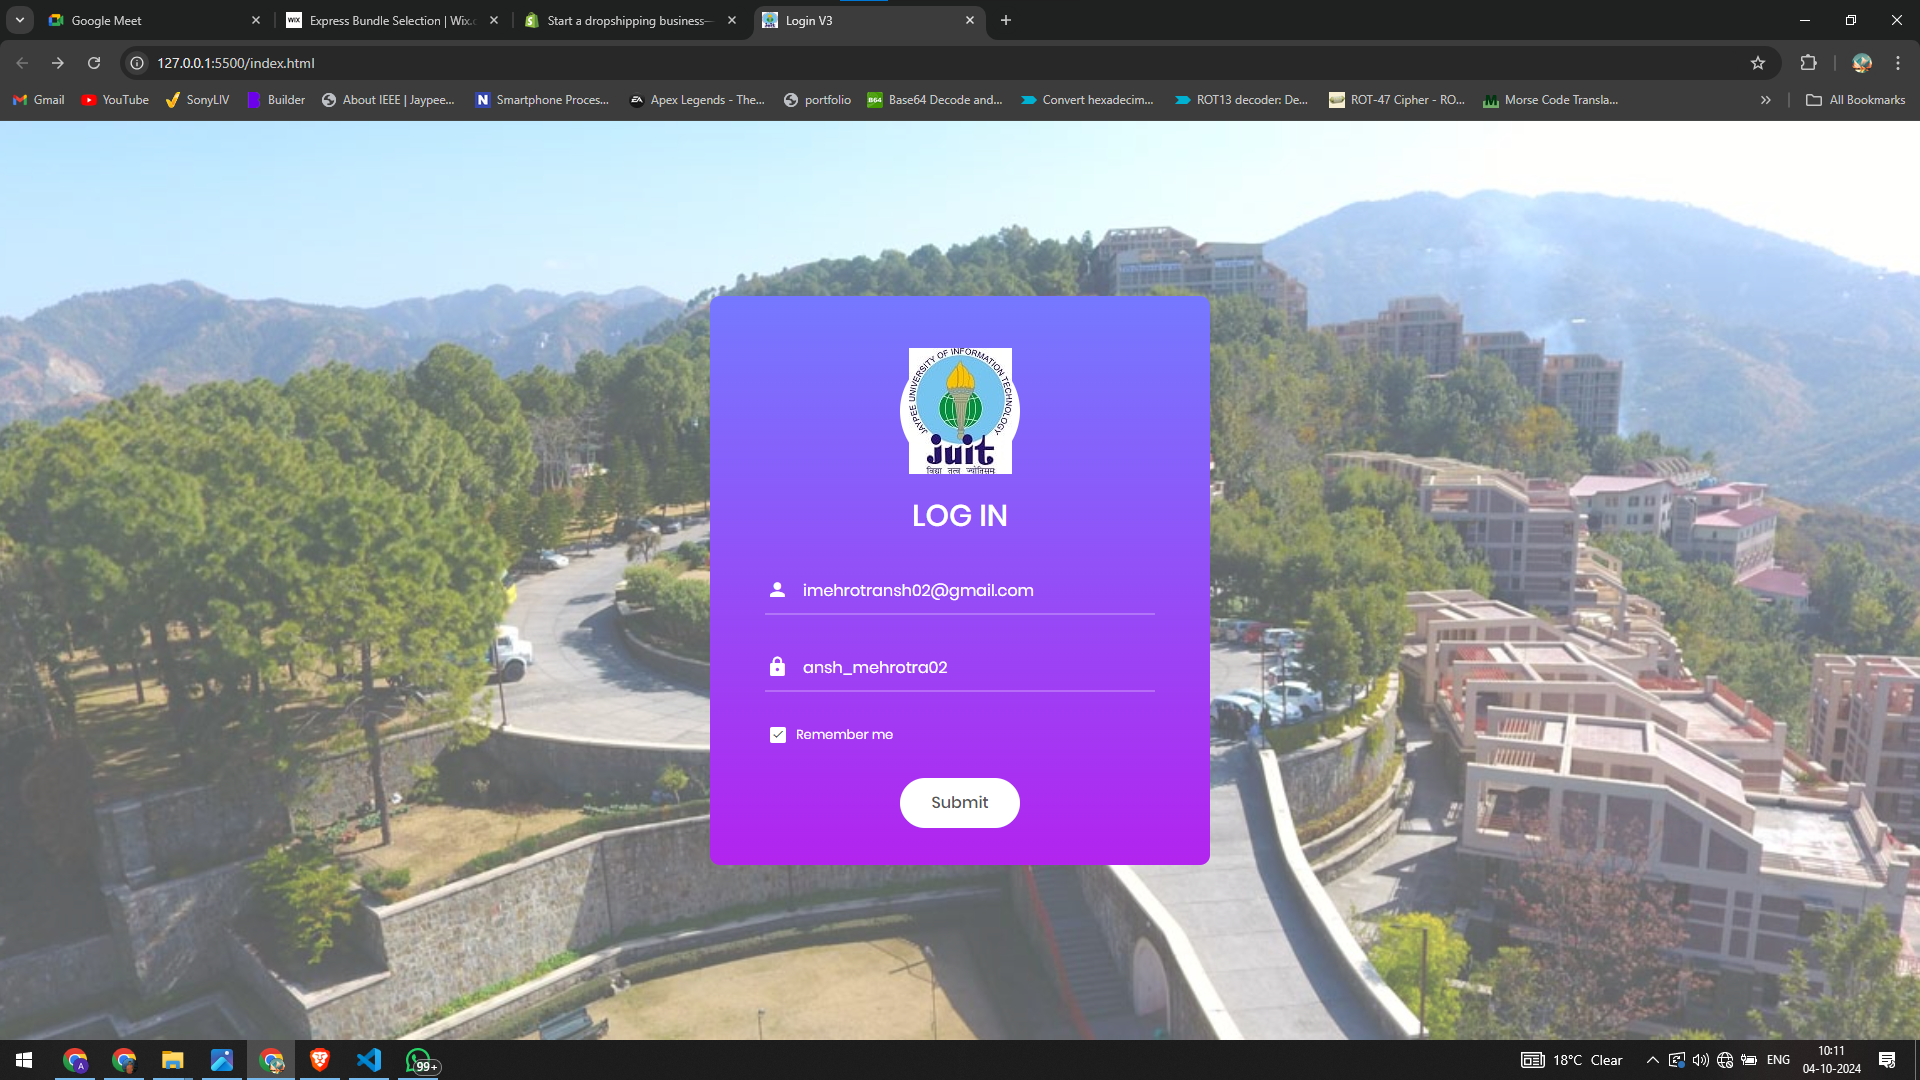 Google Meet
Express Bundle Selection | Wix.c
Start a dropshipping business—
Login V3
127.0.0.1:5500/index.html
Gmail
YouTube
SonyLIV
Builder
About IEEE | Jaypee...
Smartphone Proces...
Apex Legends - The...
portfolio
Base64 Decode and...
Convert hexadecim...
ROT13 decoder: De...
ROT-47 Cipher - RO...
Morse Code Transla...
All Bookmarks
JAYPEE UNIVERSITY OF INFORMATION TECHNOLOGY
juit
विद्या तत्व ज्योतिसमः
LOG IN
imehrotransh02@gmail.com
ansh_mehrotra02
Remember me
Submit
99+
18°C Clear
ENG
10:11
04-10-2024